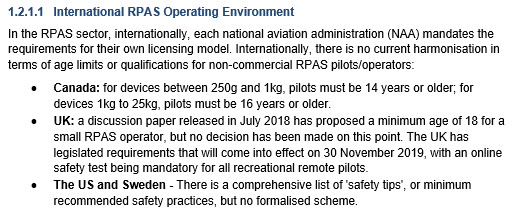 1.2.1.1 International RPAS Operating Environment
In the RPAS sector, internationally, each national aviation administration (NAA) mandates the
requirements for their own licensing model. Internationally, there is no current harmonisation in
terms of age limits or qualifications for non-commercial RPAS pilots/operators:
• Canada: for devices between 250g and 1kg, pilots must be 14 years or older; for
devices 1kg to 25kg, pilots must be 16 years or older.
• UK: a discussion paper released in July 2018 has proposed a minimum age of 18 for a
small RPAS operator, but no decision has been made on this point. The UK has
legislated requirements that will come into effect on 30 November 2019, with an online
safety test being mandatory for all recreational remote pilots.
• The US and Sweden - There is a comprehensive list of 'safety tips', or minimum
recommended safety practices, but no formalised scheme.